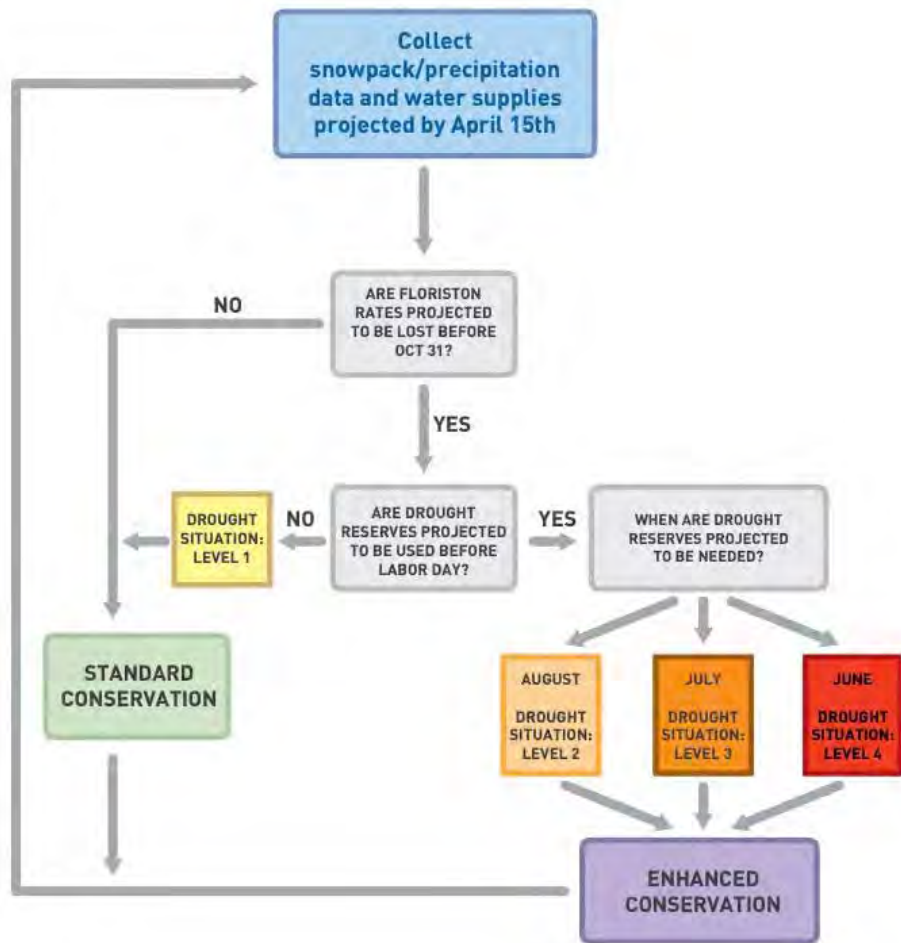 Collect
snowpack/precipitation
data and water supplies
projected by April 15th
NO
ARE FLORISTON
RATES PROJECTED
TO BE LOST BEFORE
OCT 31?
YES
DROUGHT
SITUATION:
LEVEL 1
NO
ARE DROUGHT
RESERVES PROJECTED
TO BE USED BEFORE
LABOR DAY?
YES
WHEN ARE DROUGHT
RESERVES PROJECTED
TO BE NEEDED?
STANDARD
CONSERVATION
AUGUST
DROUGHT
SITUATION:
LEVEL 2
JULY
DROUGHT
SITUATION:
LEVEL 3
JUNE
DROUGHT
SITUATION:
LEVEL 4
ENHANCED
CONSERVATION